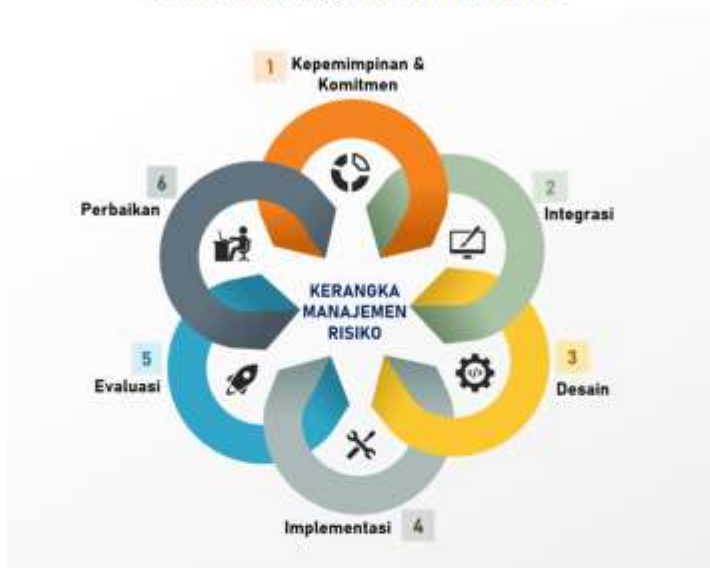 1 Kepemimpinan &
Komitmen
2
Integrasi
3
Desain
Implementasi 4
5
Evaluasi
6
Perbaikan
KERANGKA
MANAJEMEN
RISIKO